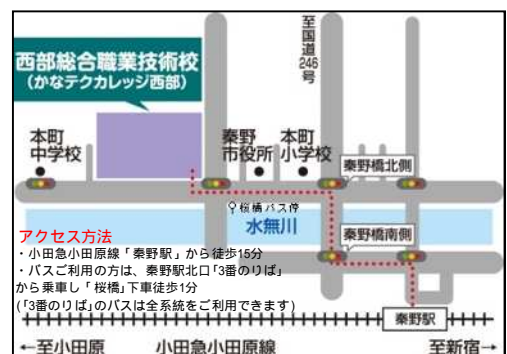 西部総合職業技術校
(かなテクカレッジ西部)
至国道246号
本町
中学校
秦野
市役所
本町
小学校
秦野橋北側
桜橋バス停
水無川
秦野橋南側
アクセス方法
・小田急小田原線「秦野駅」から徒歩15分
・バスご利用の方は、秦野駅北口「3番のりば」
から乗車し「桜橋」下車徒歩1分
(「3番のりば」のバスは全系統をご利用できます)
秦野駅
←至小田原
小田急小田原線
至新宿→